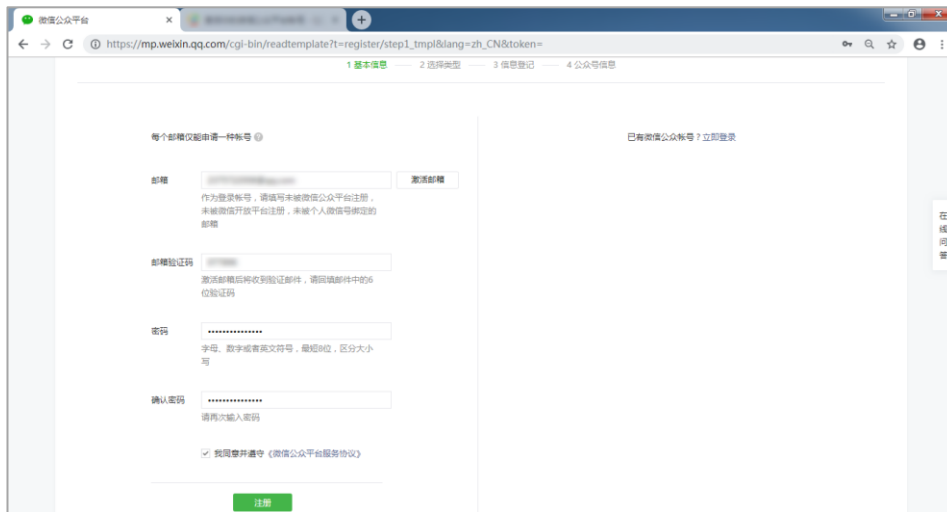 微信公众平台
https://mp.weixin.qq.com/cgi-bin/readtemplate?t=register/step1_tmpl&lang=zh_CN&token=
1 基本信息 2 选择类型 3 信息登记 4 公众号信息
每个邮箱仅能申请一种帐号
已有微信公众帐号？立即登录
邮箱
激活邮箱
作为登录帐号，请填写未被微信公众平台注册，
未被微信开放平台注册，未被个人微信号绑定的
邮箱
邮箱验证码
激活邮箱后将收到验证邮件，请回填邮件中的6
位验证码
密码
字母、数字或者英文符号，最短8位，区分大小
写
确认密码
请再次输入密码
我同意并遵守《微信公众平台服务协议》
注册
在
线
问
答